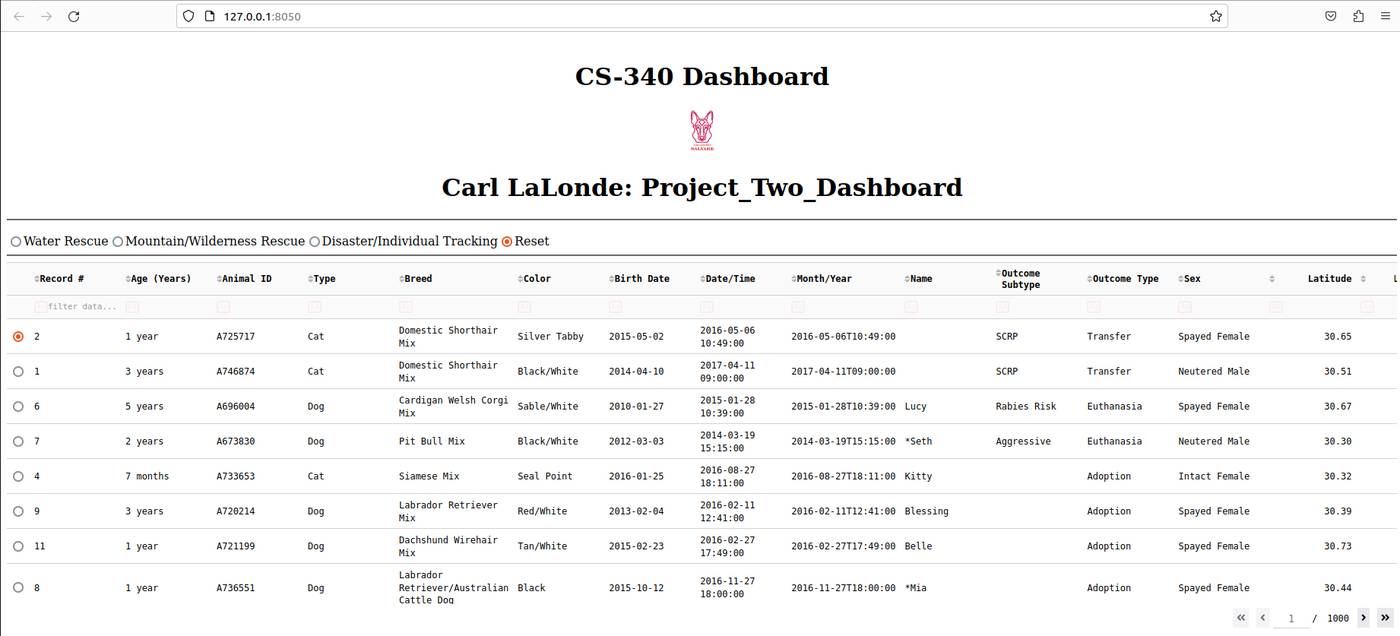 127.0.0.1:8050
CS-340 Dashboard
Carl LaLonde: Project_Two_Dashboard
Water Rescue Mountain/Wilderness Rescue Disaster/Individual Tracking Reset
Record # Age (Years) Animal ID Type Breed Color Birth Date Date/Time Month/Year Name Outcome Subtype Outcome Type Sex Latitude
filter data...
2 1 year A725717 Cat Domestic Shorthair Mix Silver Tabby 2015-05-02 2016-05-06 10:49:00 2016-05-06T10:49:00 SCRP Transfer Spayed Female 30.65
1 3 years A746874 Cat Domestic Shorthair Mix Black/White 2014-04-10 2017-04-11 09:00:00 2017-04-11T09:00:00 SCRP Transfer Neutered Male 30.51
6 5 years A696004 Dog Cardigan Welsh Corgi Mix Sable/White 2010-01-27 2015-01-28 10:39:00 2015-01-28T10:39:00 Lucy Rabies Risk Euthanasia Spayed Female 30.67
7 2 years A673830 Dog Pit Bull Mix Black/White 2012-03-03 2014-03-19 15:15:00 2014-03-19T15:15:00 *Seth Aggressive Euthanasia Neutered Male 30.30
4 7 months A733653 Cat Siamese Mix Seal Point 2016-01-25 2016-08-27 18:11:00 2016-08-27T18:11:00 Kitty Adoption Intact Female 30.32
9 3 years A720214 Dog Labrador Retriever Mix Red/White 2013-02-04 2016-02-11 12:41:00 2016-02-11T12:41:00 Blessing Adoption Spayed Female 30.39
11 1 year A721199 Dog Dachshund Wirehair Mix Tan/White 2015-02-23 2016-02-27 17:49:00 2016-02-27T17:49:00 Belle Adoption Spayed Female 30.73
8 1 year A736551 Dog Labrador Retriever/Australian Cattle Dog Black 2015-10-12 2016-11-27 18:00:00 2016-11-27T18:00:00 *Mia Adoption Spayed Female 30.44
1 / 1000